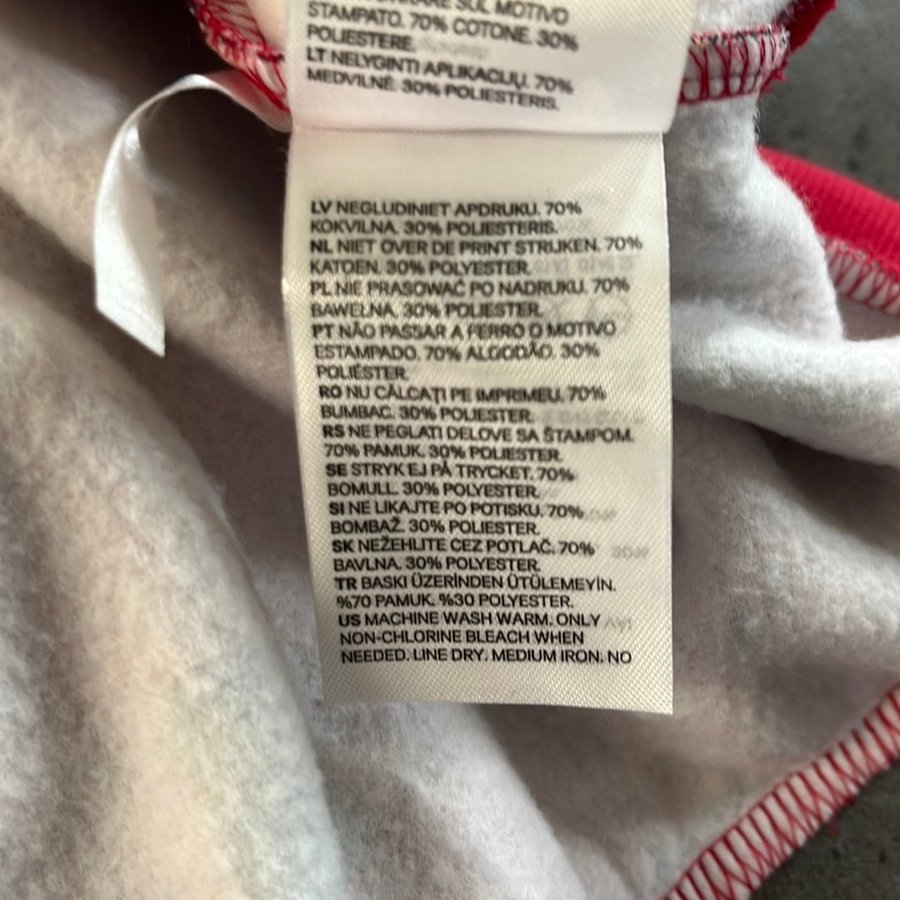 SUL MOTIVO
STAMPATO. 70% COTONE. 30%
POLIESTERE.
LT NELYGINTI APLIKACIJŲ. 70%
MEDVILNĖ. 30% POLIESTERIS.
LV NEGLUDINIET APDRUKU. 70%
KOKVILNA. 30% POLIESTERIS.
NL NIET OVER DE PRINT STRIJKEN. 70%
KATOEN. 30% POLYESTER.
PL NIE PRASOWAĆ PO NADRUKU. 70%
BAWEŁNA. 30% POLIESTER.
PT NÃO PASSAR A FERRO O MOTIVO
ESTAMPADO. 70% ALGODÃO. 30%
POLIÉSTER.
RO NU CĂLCAȚI PE IMPRIMEU. 70%
BUMBAC. 30% POLIESTER.
RS NE PEGLATI DELOVE SA ŠTAMPOM.
70% PAMUK. 30% POLIESTER.
SE STRYK EJ PÅ TRYCKET. 70%
BOMULL. 30% POLYESTER.
SI NE LIKAJTE PO POTISKU. 70%
BOMBAŽ. 30% POLIESTER.
SK NEŽEHLITE CEZ POTLAČ. 70%
BAVLNA. 30% POLYESTER.
TR BASKI ÜZERİNDEN ÜTÜLEMEYİN.
%70 PAMUK. %30 POLYESTER.
US MACHINE WASH WARM. ONLY
NON-CHLORINE BLEACH WHEN
NEEDED. LINE DRY. MEDIUM IRON. NO